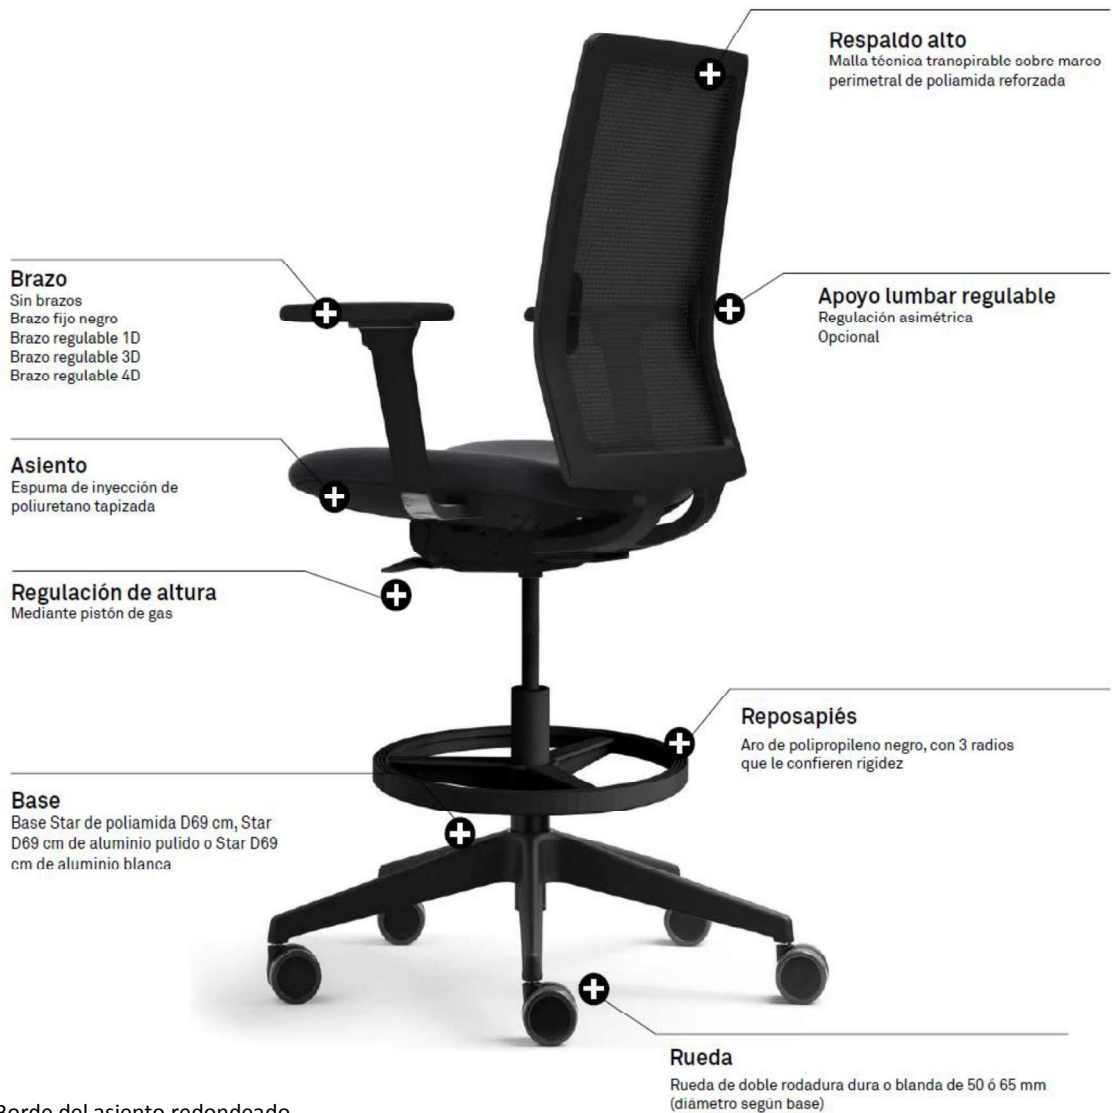 Respaldo alto
Malla técnica transpirable sobre marco
perimetral de poliamida reforzada
Brazo
Sin brazos
Brazo fijo negro
Brazo regulable 1D
Brazo regulable 3D
Brazo regulable 4D
Apoyo lumbar regulable
Regulación asimétrica
Opcional
Asiento
Espuma de inyección de
poliuretano tapizada
Regulación de altura
Mediante pistón de gas
Reposapiés
Aro de polipropileno negro, con 3 radios
que le confieren rigidez
Base
Base Star de poliamida D69 cm, Star
D69 cm de aluminio pulido o Star D69
cm de aluminio blanca
Rueda
Rueda de doble rodadura dura o blanda de 50 ó 65 mm
(diámetro según base)
Borde del asiento redondeado